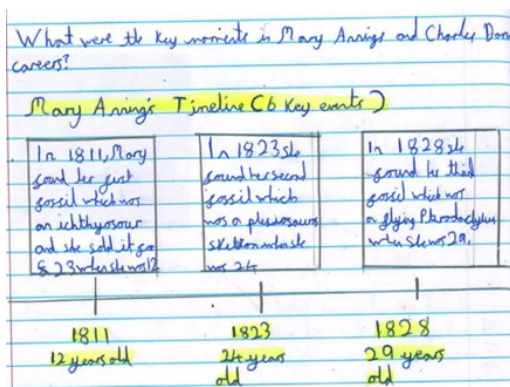 What were the key moments in Mary Annings and Charles Darw
careers?
Mary Anning's Timeline (6 key events)
In 1811, Mary
found her first
fossil which was
an ichthyosaur
and she sold it for
£23 when she was 12
In 1823 she
found her second
fossil which
was a plesiosaurs
skeleton when she
was 24
In 1828 she
found her third
fossil which was
a flying Pterodactylus
when she was 29.
1811
12 years old
1823
24 years
old
1828
29 years
old